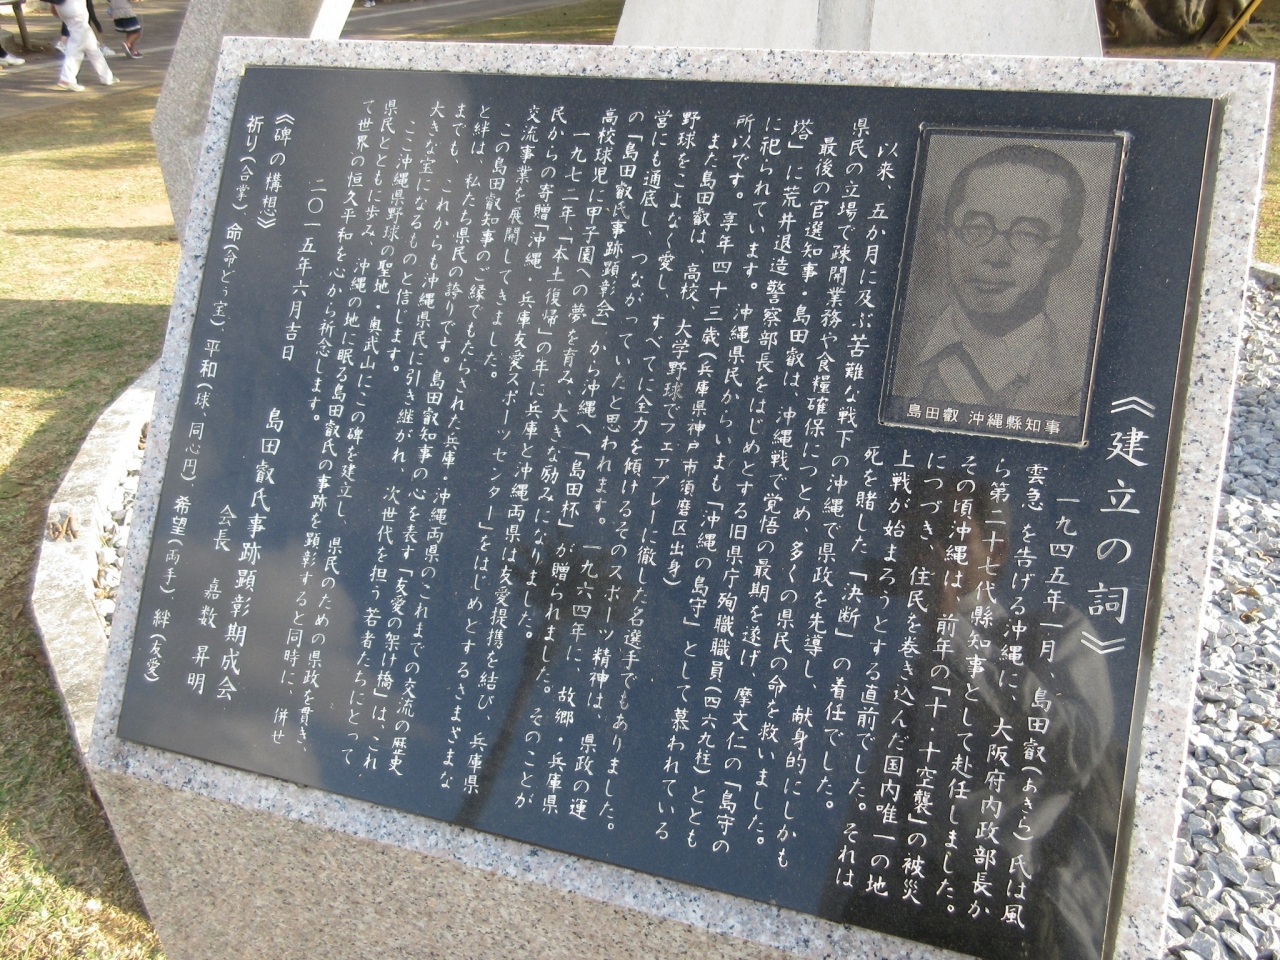 《建立の詞》
一九四五年一月、島田叡(あきら)氏は風
雲急を告げる沖縄に、大阪府内政部長か
ら第二十七代縣知事として赴任しました。
その頃沖縄は、前年の「十・十空襲」の被災
につづき、住民を巻き込んだ国内唯一の地
上戦が始まろうとする直前でした。それは
死を賭した「決断」の着任でした。
島田叡 沖縄縣知事
以来、五か月に及ぶ苦難な戦下の沖縄で県政を先導し、献身的にしかも
県民の立場で疎開業務や食糧確保につとめ、多くの県民の命を救いました。
最後の官選知事・島田叡は、沖縄戦で覚悟の最期を遂げ、摩文仁の「島守の
塔」に荒井退造警察部長をはじめとする旧県庁殉職職員(四六九柱)ととも
に祀られています。沖縄県民からいまも「沖縄の島守」として慕われている
所以です。享年四十三歳(兵庫県神戸市須磨区出身)
また島田叡は、高校、大学野球でフェアプレーに徹した名選手でもありました。
野球をこよなく愛し、すべてに全力を傾けるそのスポーツ精神は、県政の運
営にも通底し、つながっていたと思われます。一九六四年に、故郷・兵庫県
の「島田叡氏事跡顕彰会」から沖縄へ「島田杯」が贈られました。そのことが
高校球児に甲子園への夢を育み、大きな励みになりました。
一九七二年、「本土復帰」の年に兵庫と沖縄両県は友愛提携を結び、兵庫県
民からの寄贈「沖縄・兵庫友愛スポーツセンター」をはじめとするさまざまな
交流事業を展開してきました。
この島田叡知事のご縁でもたらされた兵庫・沖縄両県のこれまでの交流の歴史
と絆は、私たち県民の誇りです。島田叡知事の心を表す「友愛の架け橋」は、これ
までも、これからも沖縄県民に引き継がれ、次世代を担う若者たちにとって
大きな宝になるものと信じます。
ここ沖縄県野球の聖地・奥武山にこの碑を建立し、県民のための県政を貫き、
県民とともに歩み、沖縄の地に眠る島田叡氏の事跡を顕彰すると同時に、併せ
て世界の恒久平和を心から祈念します。
二〇一五年六月吉日
島田叡氏事跡顕彰期成会
会長 嘉数昇明
《碑の構想》
祈り(合掌)、命(命どぅ宝)、平和(球、同心円)、希望(両手)、絆(友愛)